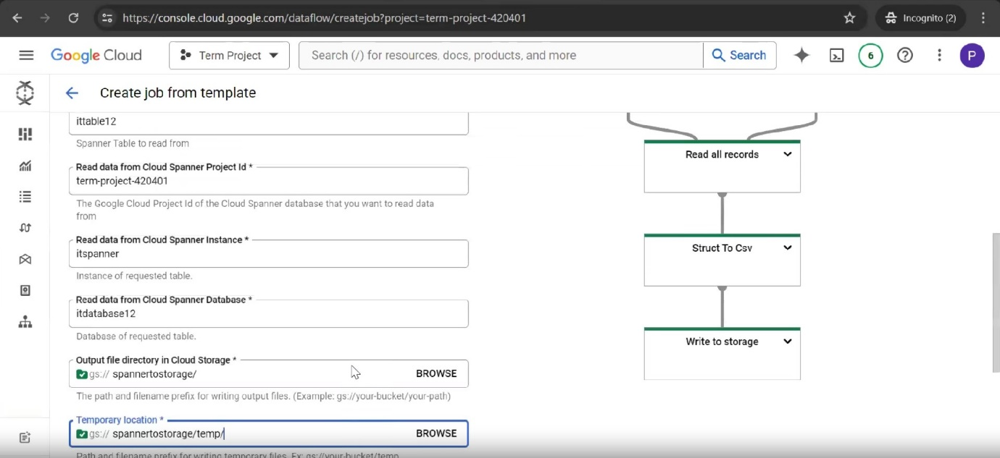 https://console.cloud.google.com/dataflow/createjob?project=term-project-420401
Incognito (2)
Google Cloud
Term Project
Search (/) for resources, docs, products, and more
Search
6
P
Create job from template
ittable12
Spanner Table to read from
Read data from Cloud Spanner Project Id *
term-project-420401
The Google Cloud Project Id of the Cloud Spanner database that you want to read data
from
Read data from Cloud Spanner Instance *
itspanner
Instance of requested table.
Read data from Cloud Spanner Database *
itdatabase12
Database of requested table.
Output file directory in Cloud Storage *
gs:// spannertostorage/
BROWSE
The path and filename prefix for writing output files. (Example: gs://your-bucket/your-path)
Temporary location *
gs:// spannertostorage/temp/
BROWSE
Path and filename prefix for writing temporary files. Ex: gs://your-bucket/temp
Read all records
Struct To Csv
Write to storage